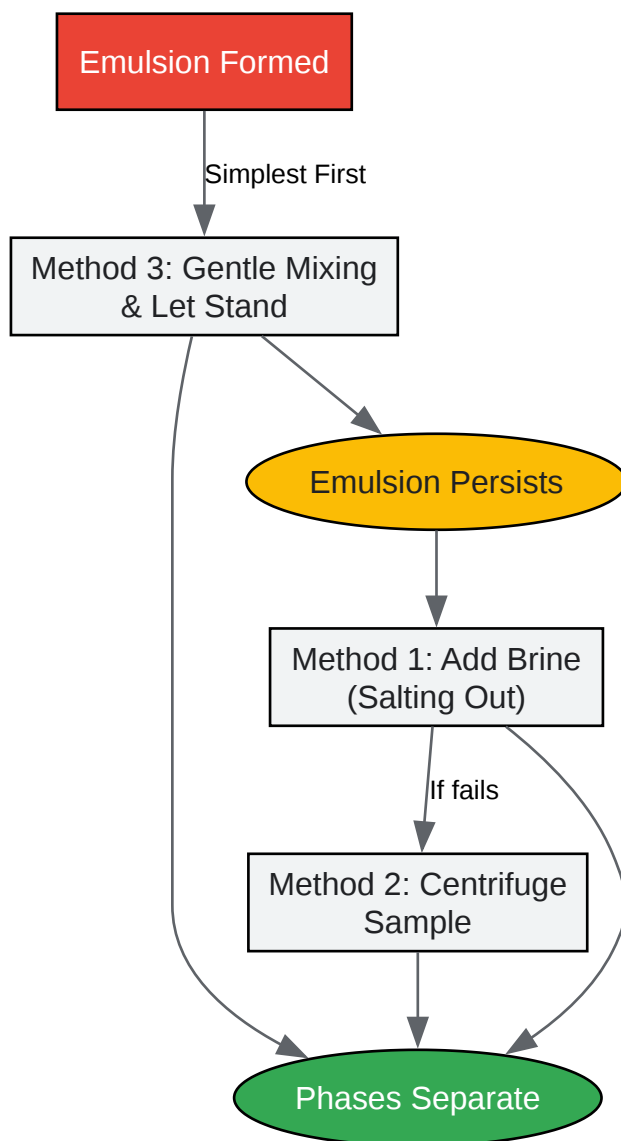 Emulsion Formed
Simplest First
Method 3: Gentle Mixing
& Let Stand
Emulsion Persists
Method 1: Add Brine
(Salting Out)
If fails
Method 2: Centrifuge
Sample
Phases Separate